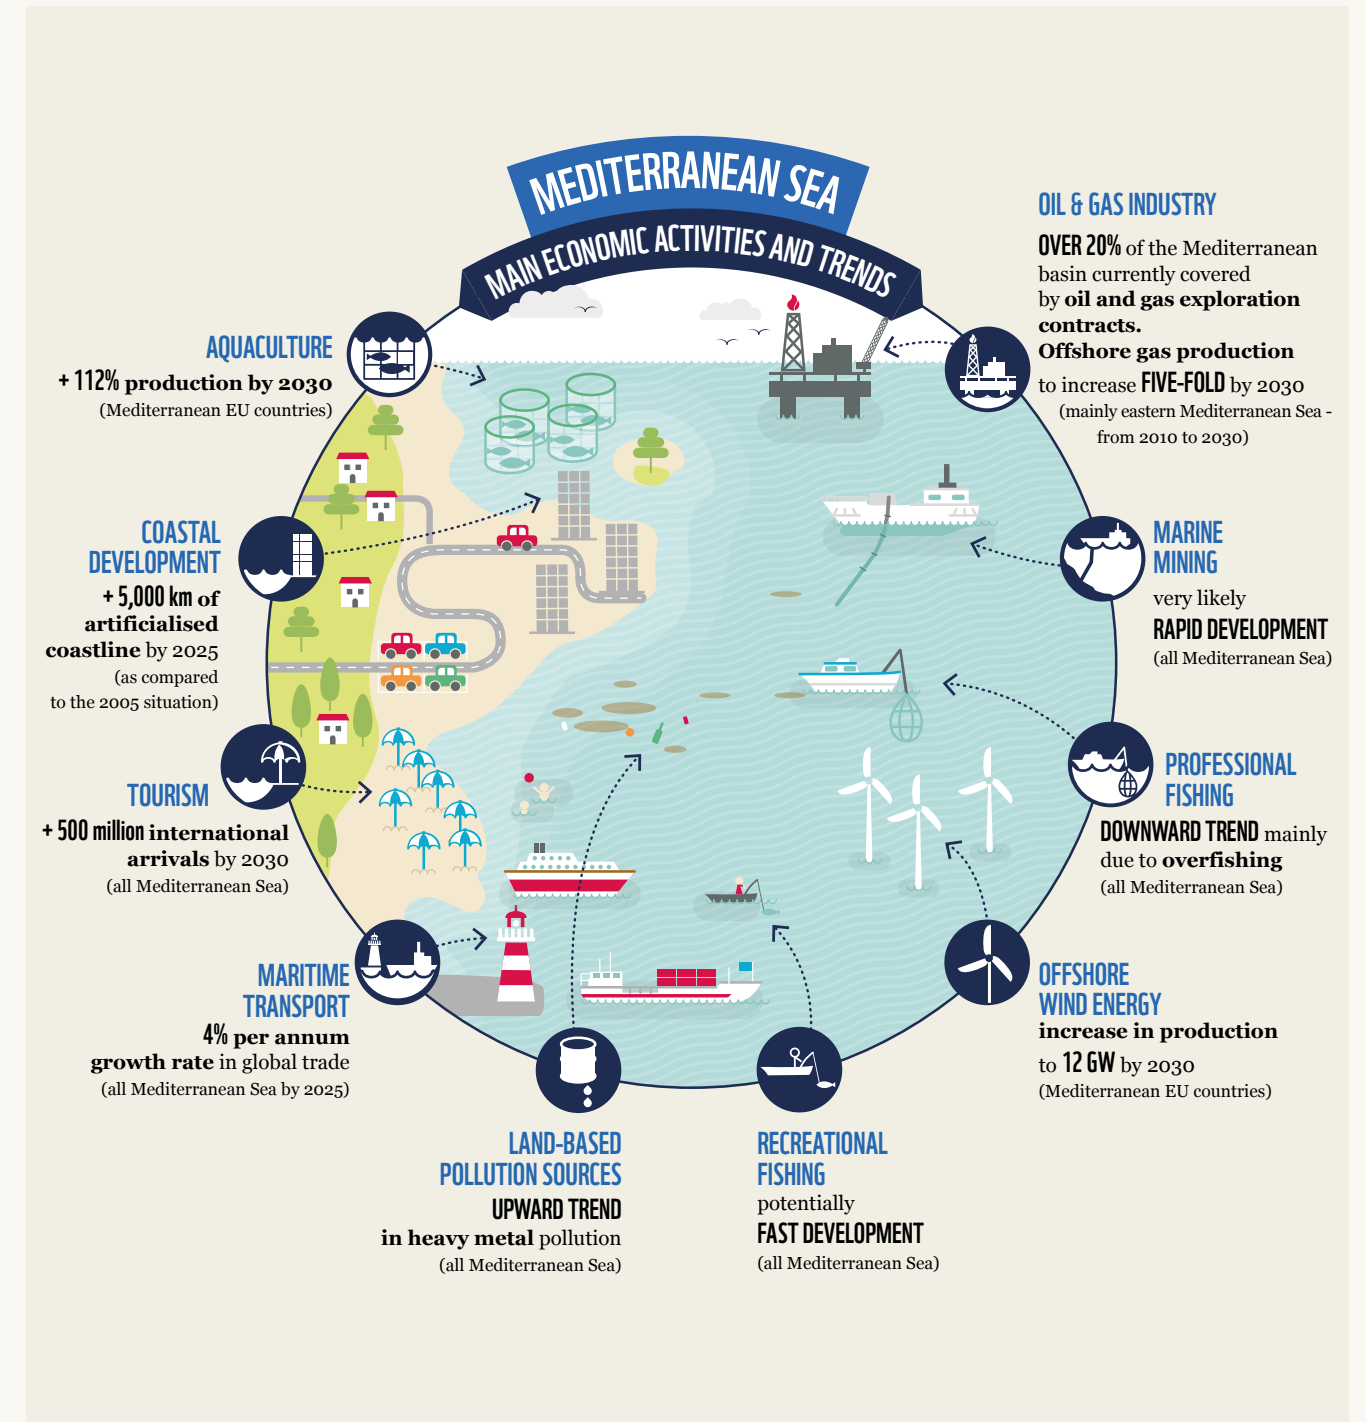 MEDITERRANEAN SEA
MAIN ECONOMIC ACTIVITIES AND TRENDS
OIL & GAS INDUSTRY
OVER 20% of the Mediterranean
basin currently covered
by oil and gas exploration
contracts.
Offshore gas production
to increase FIVE-FOLD by 2030
(mainly eastern Mediterranean Sea -
from 2010 to 2030)
AQUACULTURE
+ 112% production by 2030
(Mediterranean EU countries)
COASTAL
DEVELOPMENT
+ 5,000 km of
artificialised
coastline by 2025
(as compared
to the 2005 situation)
MARINE
MINING
very likely
RAPID DEVELOPMENT
(all Mediterranean Sea)
TOURISM
+ 500 million international
arrivals by 2030
(all Mediterranean Sea)
PROFESSIONAL
FISHING
DOWNWARD TREND mainly
due to overfishing
(all Mediterranean Sea)
MARITIME
TRANSPORT
4% per annum
growth rate in global trade
(all Mediterranean Sea by 2025)
OFFSHORE
WIND ENERGY
increase in production
to 12 GW by 2030
(Mediterranean EU countries)
LAND-BASED
POLLUTION SOURCES
UPWARD TREND
in heavy metal pollution
(all Mediterranean Sea)
RECREATIONAL
FISHING
potentially
FAST DEVELOPMENT
(all Mediterranean Sea)